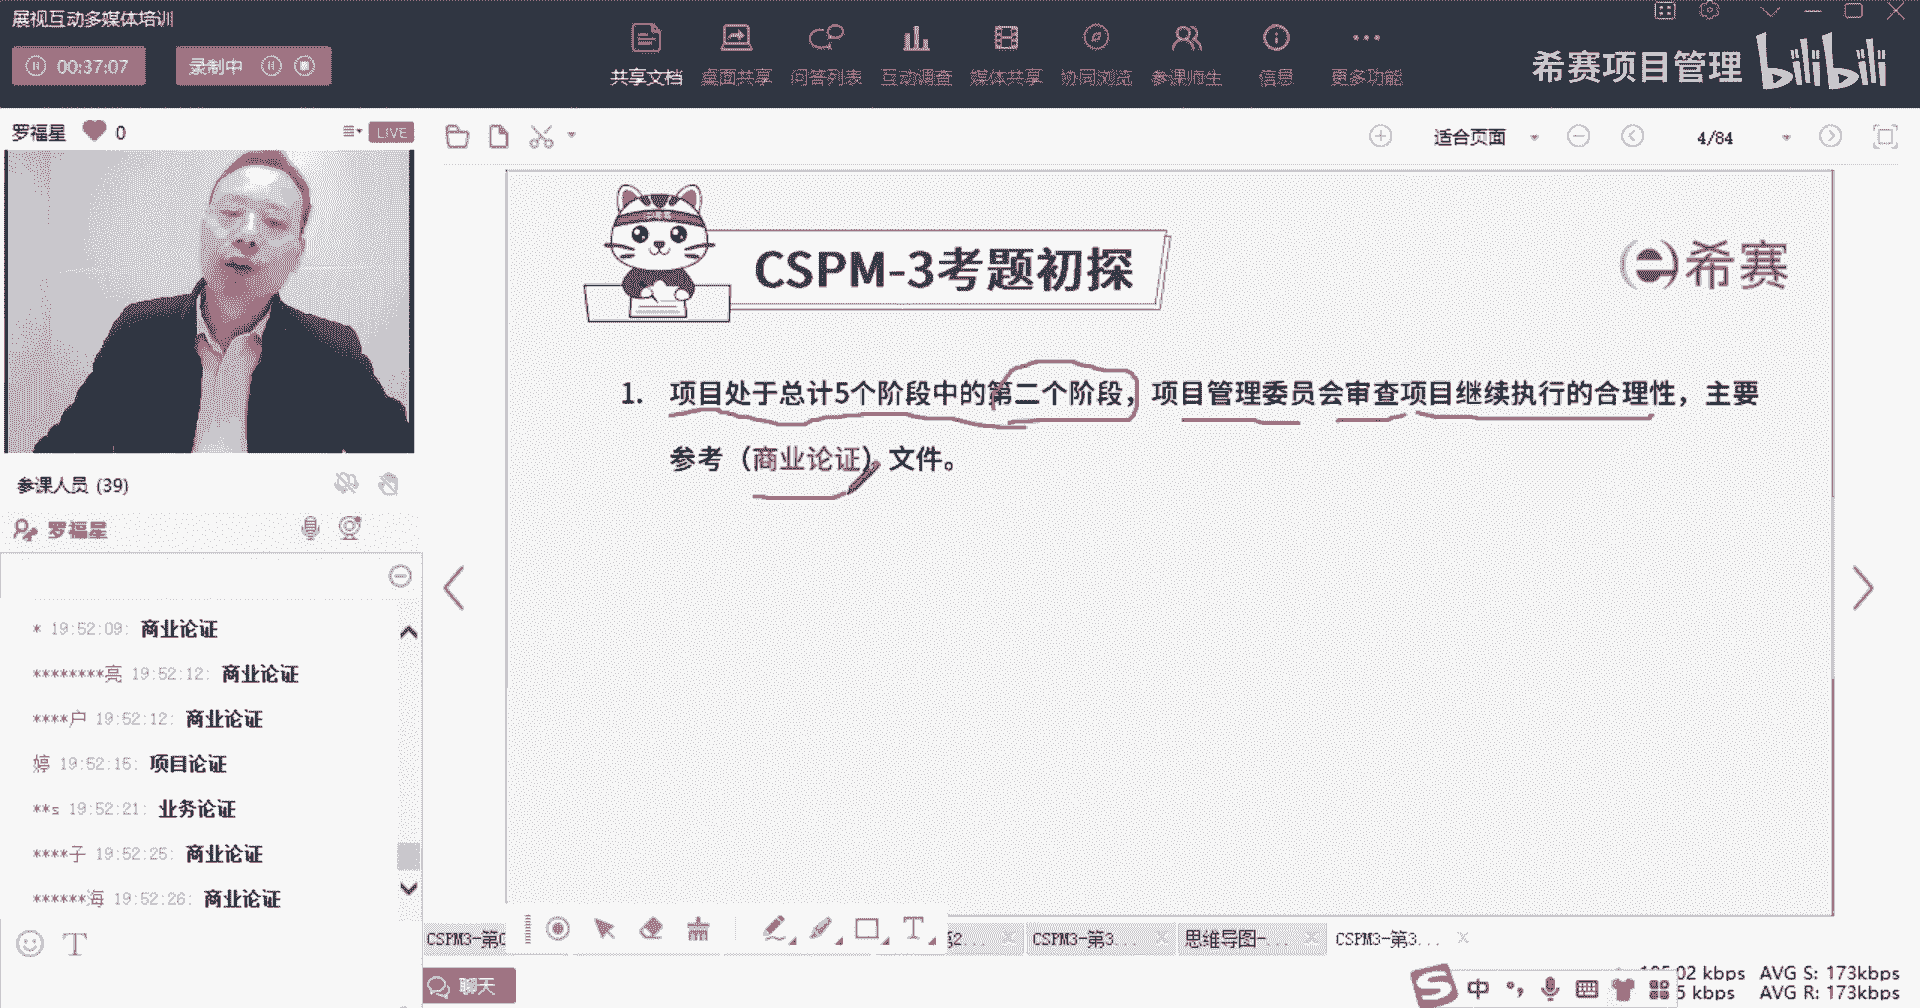 展视互动多媒体培训
00:37:07
录制中
共享文档 桌面共享 问答列表 互动调查 媒体共享 协同浏览 参课师生 信息 更多功能
希赛项目管理 bilibili
罗福星 0 LIVE
适合页面 4/84
CSPM-3考题初探
希赛
1. 项目处于总计5个阶段中的第二个阶段，项目管理委员会审查项目继续执行的合理性，主要
参考（商业论证）文件。
参课人员 (39)
罗福星
* 19:52:09: 商业论证
********亮 19:52:12: 商业论证
****户 19:52:12: 商业论证
婷 19:52:15: 项目论证
**s 19:52:21: 业务论证
****子 19:52:25: 商业论证
******海 19:52:26: 商业论证
T
T
CSPM3-第 2... CSPM3-第3... 思维导图-... CSPM3-第3...
聊天
中
02 kbps AVG S: 173kbps
5 kbps AVG R: 173kbps